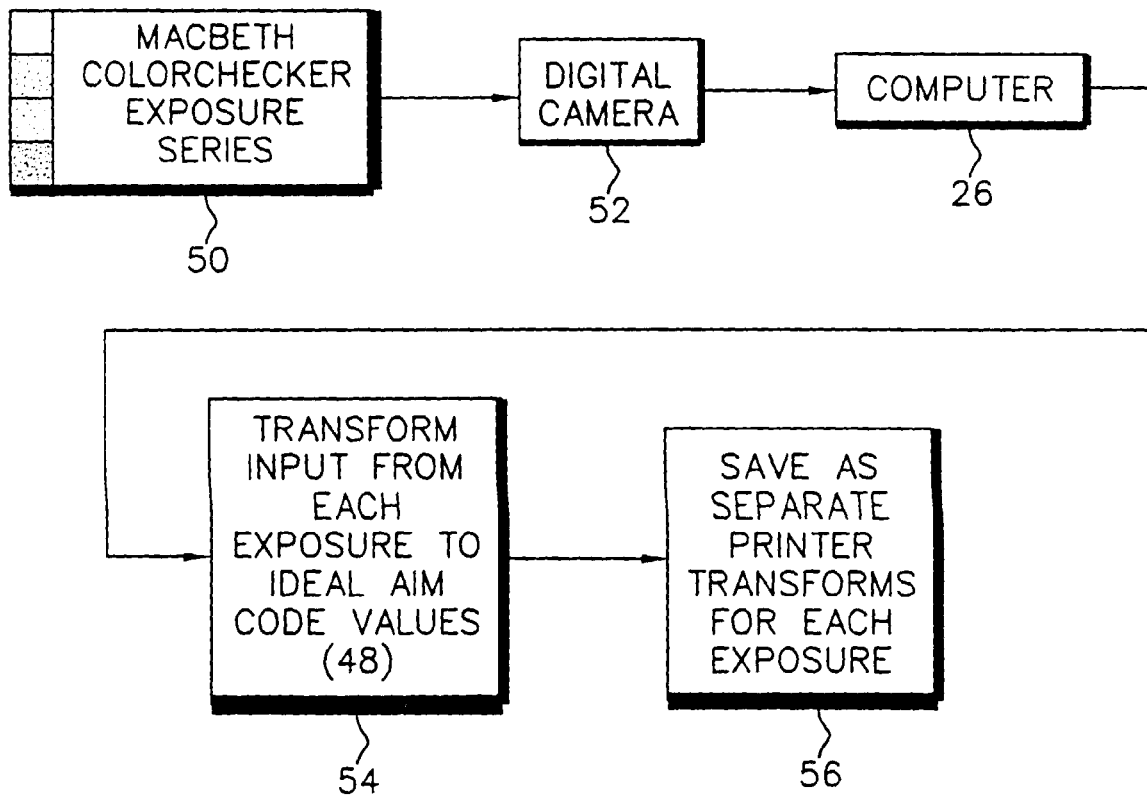 MACBETH
COLORCHECKER
EXPOSURE
SERIES
50
DIGITAL
CAMERA
52
COMPUTER
26
TRANSFORM
INPUT FROM
EACH
EXPOSURE TO
IDEAL AIM
CODE VALUES
(48)
54
SAVE AS
SEPARATE
PRINTER
TRANSFORMS
FOR EACH
EXPOSURE
56